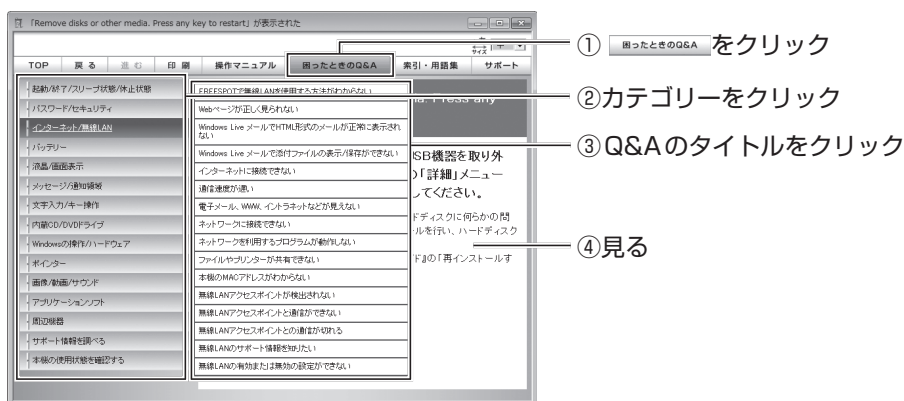 「Remove disks or other media. Press any key to restart」が表示された
サイズ
中
TOP 戻る 進む 印刷 操作マニュアル 困ったときのQ&A 索引・用語集 サポート
起動/終了/スリープ状態/休止状態
パスワード/セキュリティ
インターネット/無線LAN
バッテリー
液晶/画面表示
メッセージ/通知領域
文字入力/キー操作
内蔵CD/DVDドライブ
Windowsの操作/ハードウェア
ポインター
画像/動画/サウンド
アプリケーションソフト
周辺機器
サポート情報を調べる
本機の使用状態を確認する
FREESPOTで無線LANを使用する方法がわからない
Webページが正しく見られない
Windows Live メールでHTML形式のメールが正常に表示され
ない
Windows Live メールで添付ファイルの表示/保存ができない
インターネットに接続できない
通信速度が遅い
電子メール、WWW、イントラネットなどが見えない
ネットワークに接続できない
ネットワークを利用するプログラムが動作しない
ファイルやプリンターが共有できない
本機のMACアドレスがわからない
無線LANアクセスポイントが検出されない
無線LANアクセスポイントと通信ができない
無線LANアクセスポイントとの通信が切れる
無線LANのサポート情報を知りたい
無線LANの有効または無効の設定ができない
ia. Press any
USB機器を取り外
の「詳細」メニュー
してください。
ドディスクに何らかの問
ールを行い、ハードディスク
ド』の「再インストールす
① 困ったときのQ&A をクリック
②カテゴリーをクリック
③Q&Aのタイトルをクリック
④見る